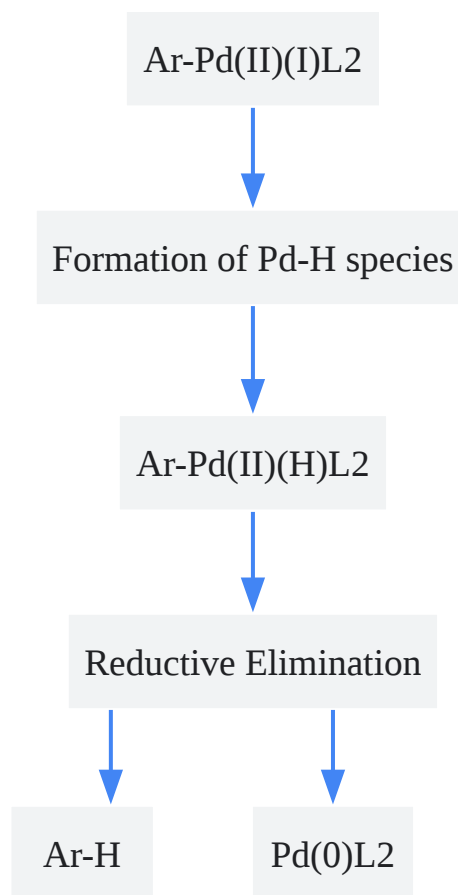 Ar-Pd(II)(I)L2
Formation of Pd-H species
Ar-Pd(II)(H)L2
Reductive Elimination
Ar-H
Pd(0)L2